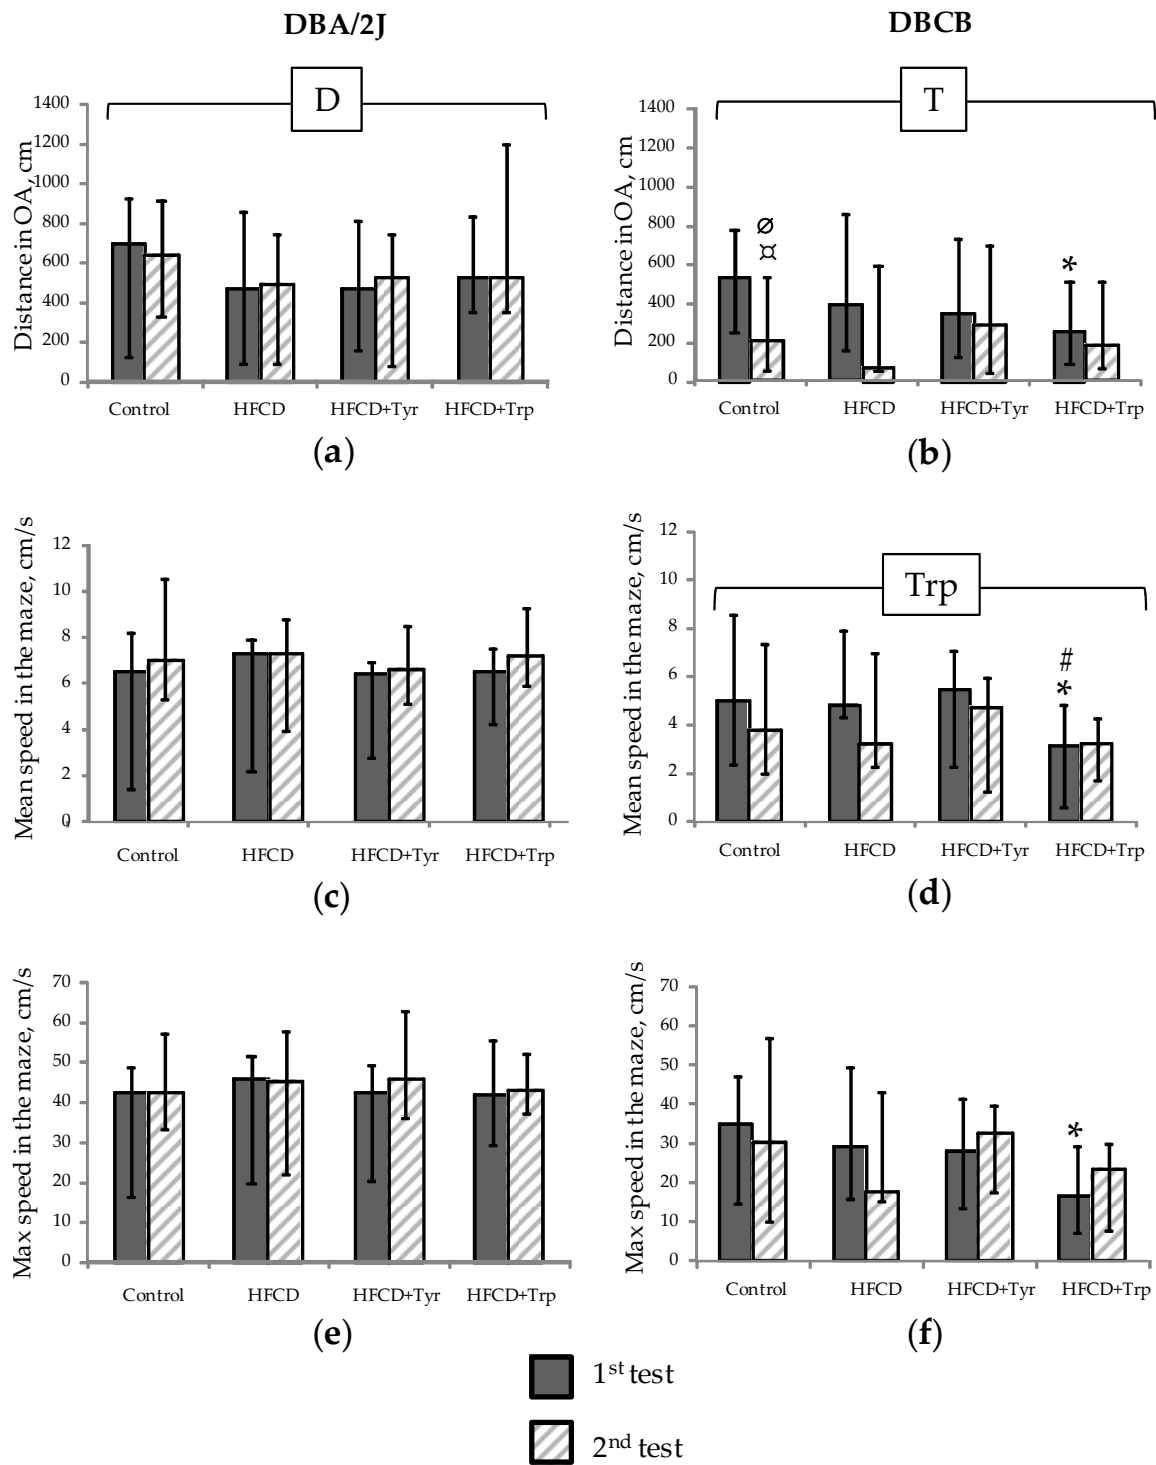 DBA/2J
DBCB
D
Distance in OA, cm
1400
1200
1000
800
600
400
200
0
Control HFCD HFCD+Tyr HFCD+Trp
(a)
T
Distance in OA, cm
1400
1200
1000
800
600
400
200
0
ø
¤
*
Control HFCD HFCD+Tyr HFCD+Trp
(b)
Mean speed in the maze, cm/s
12
10
8
6
4
2
0
Control HFCD HFCD+Tyr HFCD+Trp
(c)
Trp
Mean speed in the maze, cm/s
12
10
8
6
4
2
0
#
*
Control HFCD HFCD+Tyr HFCD+Trp
(d)
Max speed in the maze, cm/s
70
60
50
40
30
20
10
0
Control HFCD HFCD+Tyr HFCD+Trp
(e)
Max speed in the maze, cm/s
70
60
50
40
30
20
10
0
*
Control HFCD HFCD+Tyr HFCD+Trp
(f)
1st test
2nd test